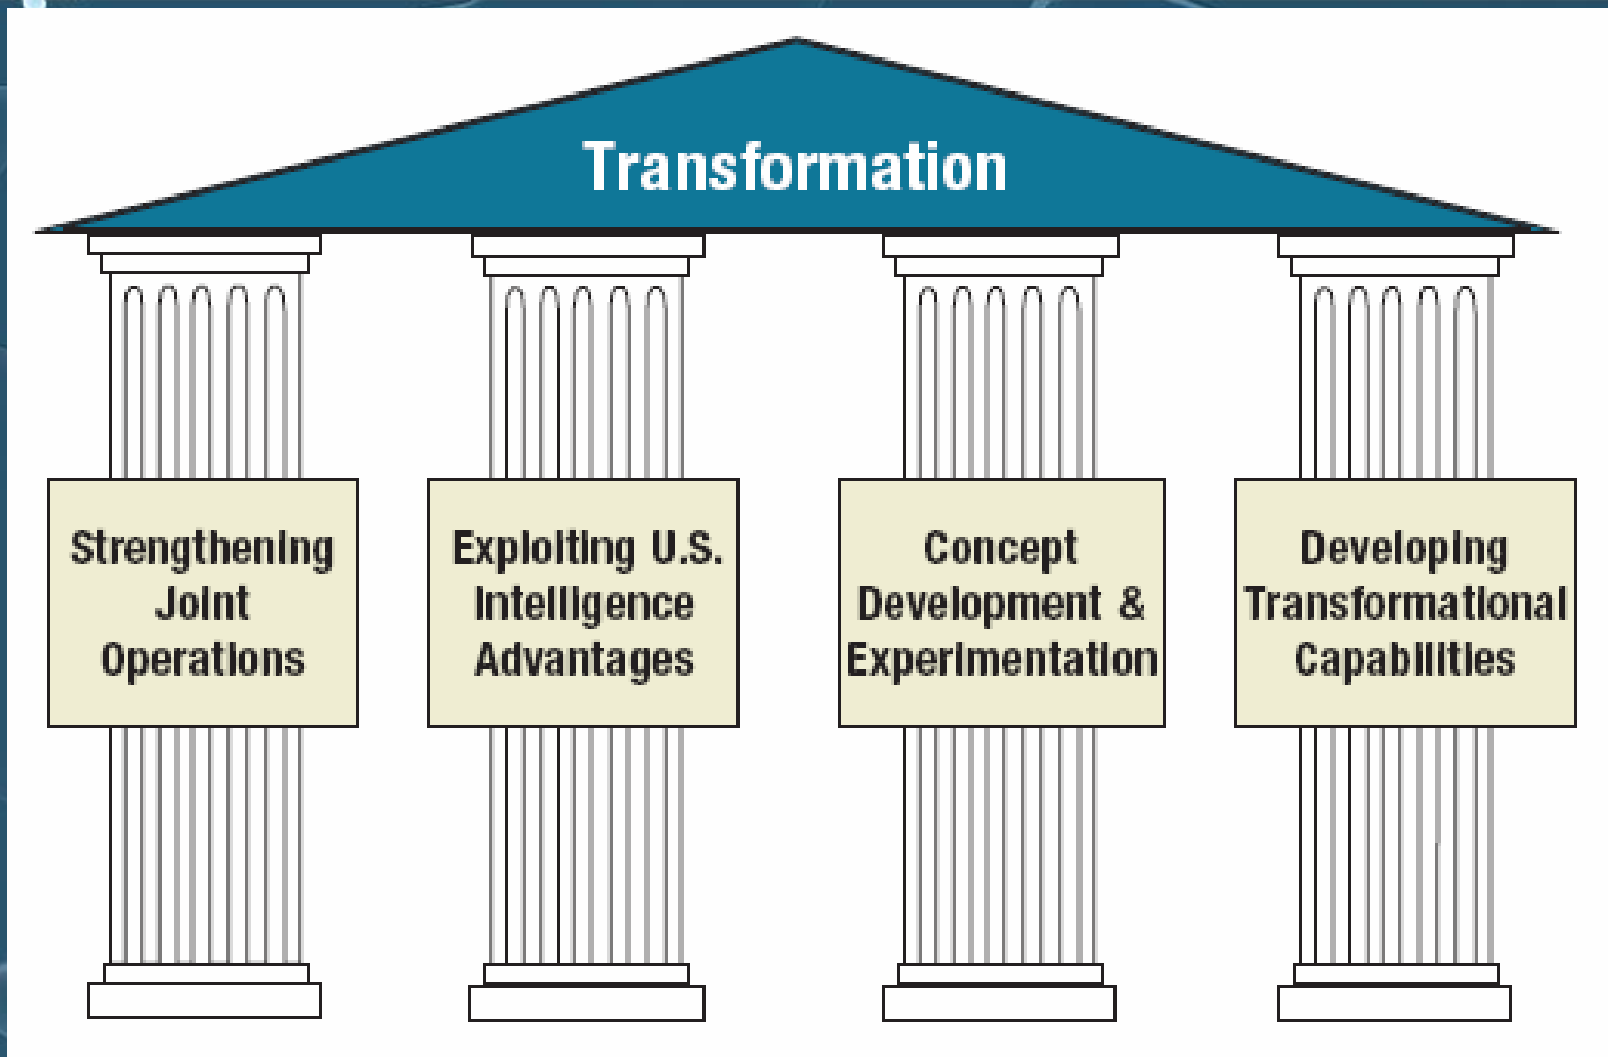 Transformation
Strengthening
Joint
Operations
Exploiting U.S.
Intelligence
Advantages
Concept
Development &
Experimentation
Developing
Transformational
Capabilities